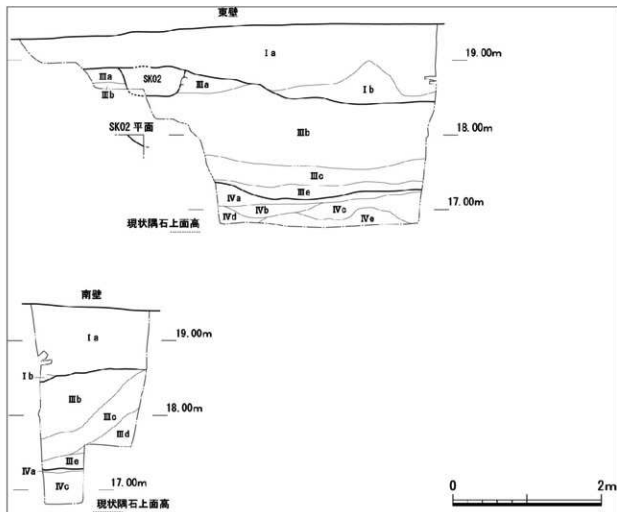 東壁
Ⅰa
19.00m
Ⅲa
SK02
Ⅲa
Ⅰb
Ⅲb
SK02 平面
18.00m
Ⅲb
Ⅲc
Ⅲe
Ⅳa
17.00m
Ⅳb
Ⅳc
Ⅳd
Ⅳe
現状隅石上面高
南壁
Ⅰa
19.00m
Ⅰb
Ⅲb
18.00m
Ⅲc
Ⅲd
Ⅲe
Ⅳa
17.00m
Ⅳc
現状隅石上面高
0 2m